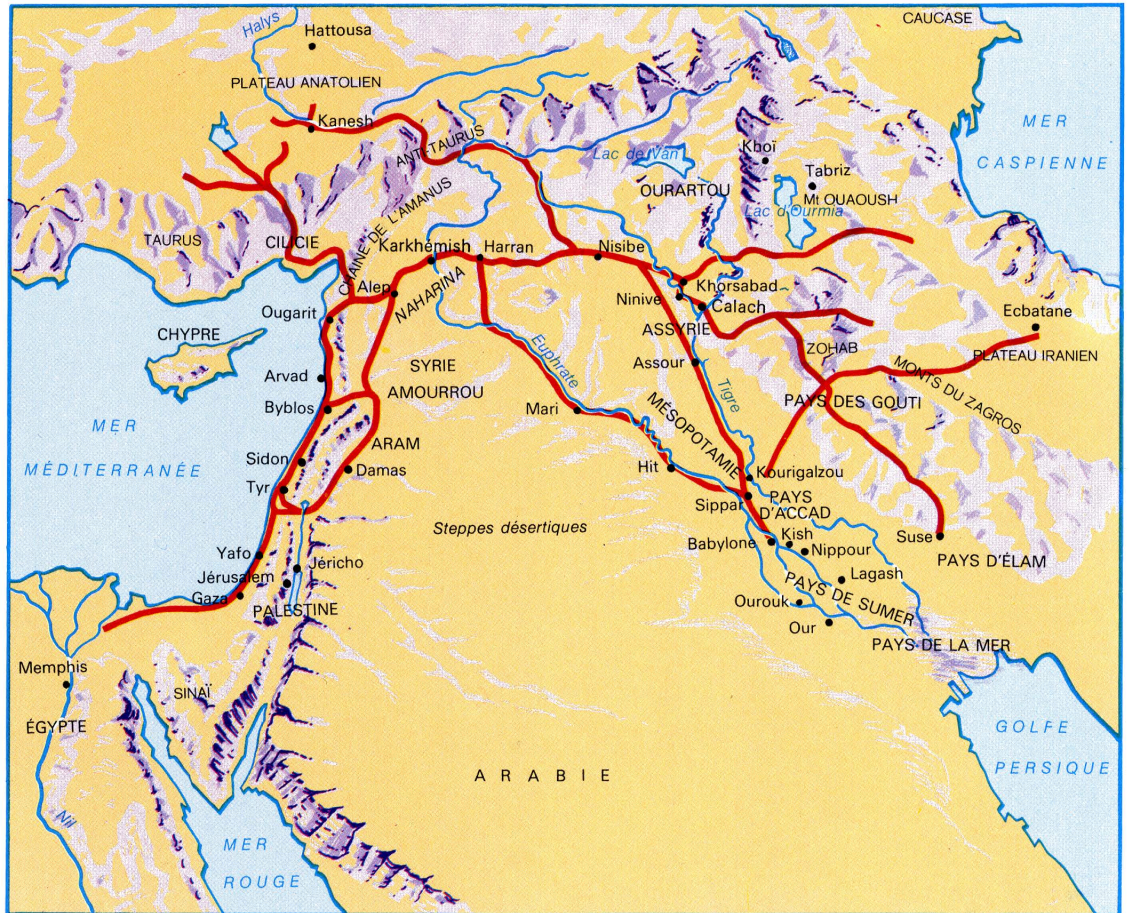 CAUCASE
Halys
Hattousa
PLATEAU ANATOLIEN
Kanesh
MER
CASPIENNE
ANTI-TAURUS
Lac de Van
Khoï
Tabriz
OURARTOU
Mt OUAOUSH
Lac d'Ourmia
CHAINE DE L'AMANUS
TAURUS
CILICIE
Karkhémish
Harran
Nisibe
Alep
NAHARINA
Khorsabad
Ninive
Calach
Ougarit
ASSYRIE
Ecbatane
CHYPRE
ZOHAB
PLATEAU IRANIEN
Euphrate
SYRIE
Assour
MONTS DU ZAGROS
Arvad
AMOURROU
Tigre
PAYS DES GOUTI
Byblos
Mari
MÉSOPOTAMIE
MER
MÉDITERRANÉE
ARAM
Sidon
Damas
Hit
Kourigalzou
Tyr
Sippar
PAYS
D'ACCAD
Steppes désertiques
Suse
Yafo
Babylone
Kish
Nippour
PAYS D'ÉLAM
Jéricho
Jérusalem
Lagash
Gaza
PALESTINE
PAYS DE SUMER
Ourouk
Our
PAYS DE LA MER
Memphis
SINAÏ
ÉGYPTE
GOLFE
PERSIQUE
ARABIE
Nil
MER
ROUGE